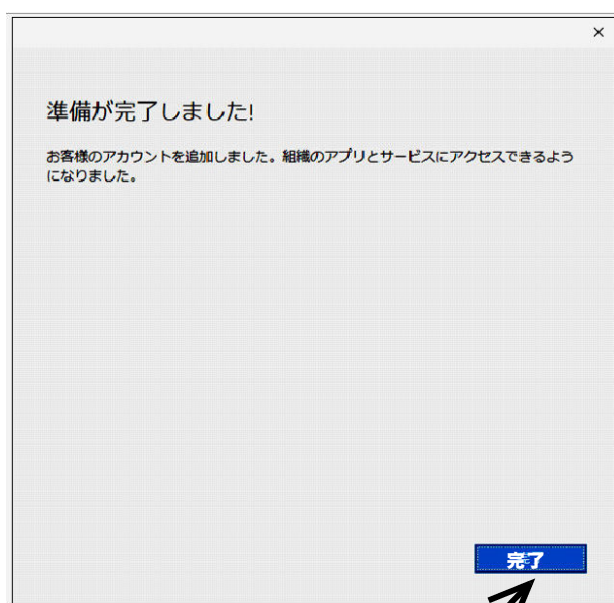 準備が完了しました!
お客様のアカウントを追加しました。組織のアプリとサービスにアクセスできるよう
になりました。
完了